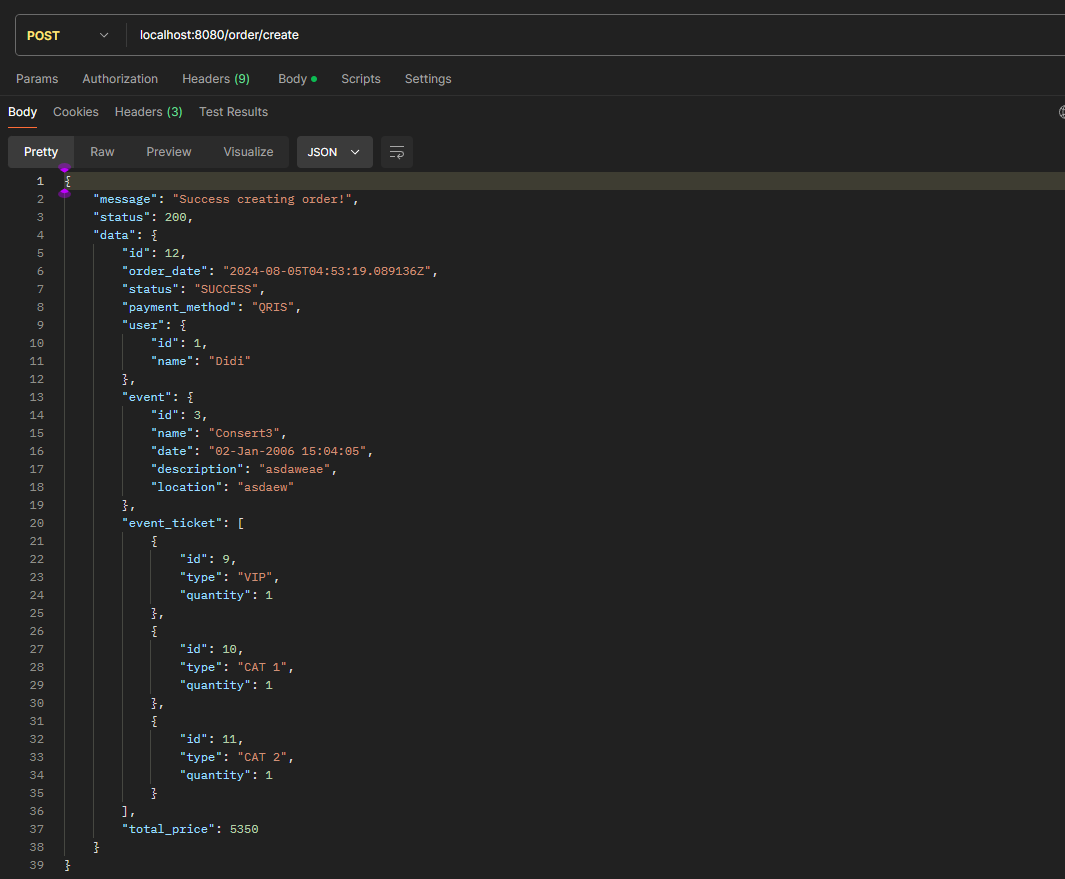 POST localhost:8080/order/create
Params Authorization Headers (9) Body Scripts Settings
Body Cookies Headers (3) Test Results
Pretty Raw Preview Visualize JSON
1 {
2 "message": "Success creating order!",
3 "status": 200,
4 "data": {
5 "id": 12,
6 "order_date": "2024-08-05T04:53:19.089136Z",
7 "status": "SUCCESS",
8 "payment_method": "QRIS",
9 "user": {
10 "id": 1,
11 "name": "Didi"
12 },
13 "event": {
14 "id": 3,
15 "name": "Consert3",
16 "date": "02-Jan-2006 15:04:05",
17 "description": "asdaweae",
18 "location": "asdaew"
19 },
20 "event_ticket": [
21 {
22 "id": 9,
23 "type": "VIP",
24 "quantity": 1
25 },
26 {
27 "id": 10,
28 "type": "CAT 1",
29 "quantity": 1
30 },
31 {
32 "id": 11,
33 "type": "CAT 2",
34 "quantity": 1
35 }
36 ],
37 "total_price": 5350
38 }
39 }